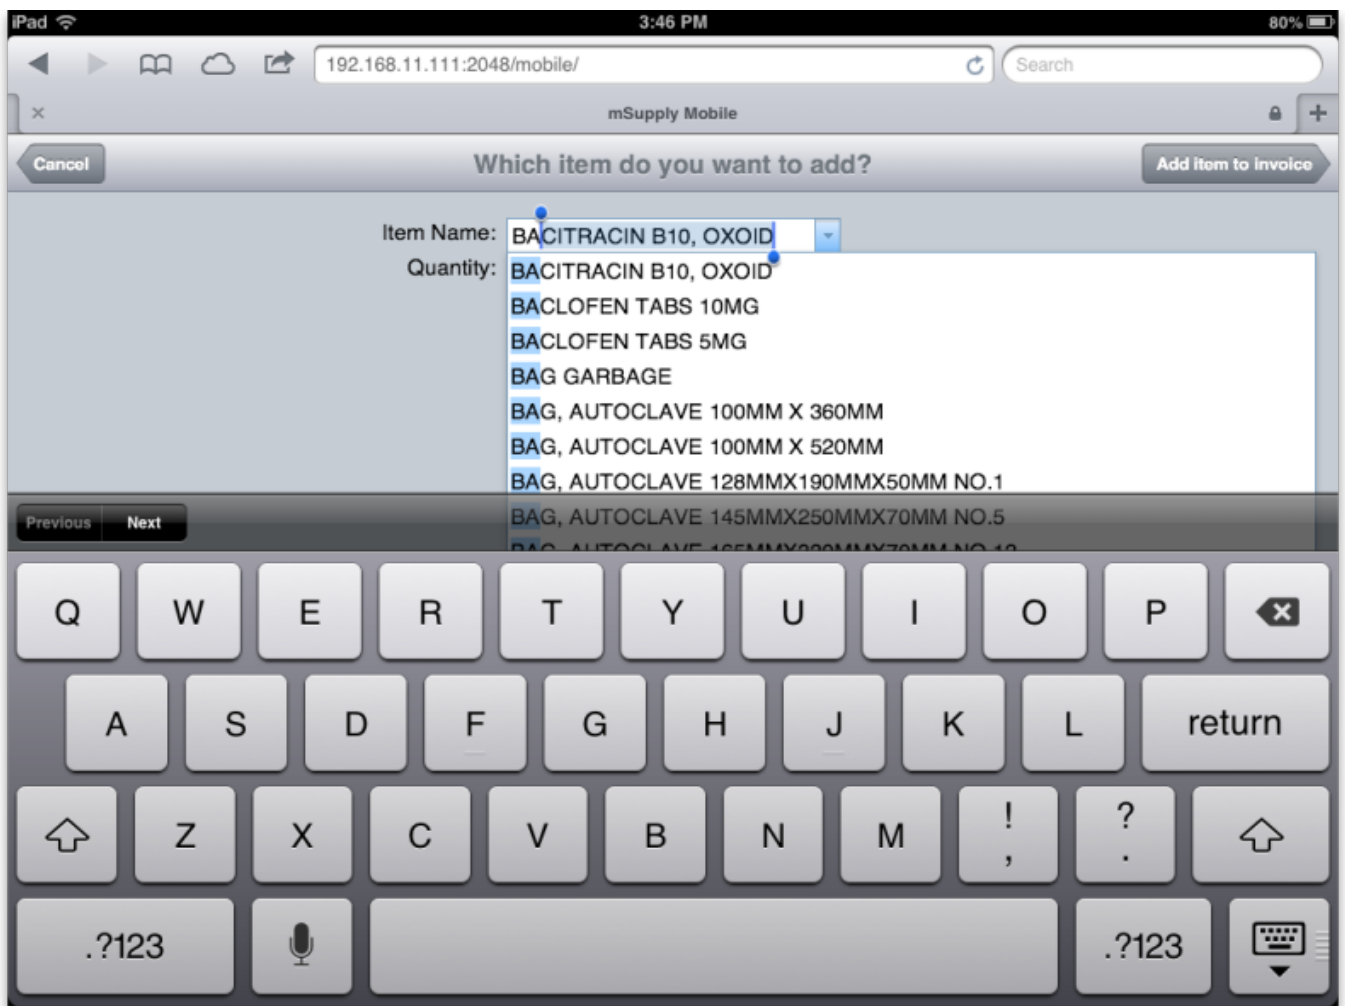 iPad 3:46 PM 80%
192.168.11.111:2048/mobile/ Search
mSupply Mobile
Cancel Which item do you want to add? Add item to invoice
Item Name: BACITRACIN B10, OXOID
Quantity: BACITRACIN B10, OXOID
BACLOFEN TABS 10MG
BACLOFEN TABS 5MG
BAG GARBAGE
BAG, AUTOCLAVE 100MM X 360MM
BAG, AUTOCLAVE 100MM X 520MM
BAG, AUTOCLAVE 128MMX190MMX50MM NO.1
Previous Next BAG, AUTOCLAVE 145MMX250MMX70MM NO.5
BAG, AUTOCLAVE
Q W E R T Y U I O P
A S D F G H J K L return
Z X C V B N M ! , ? .
.?123 .?123